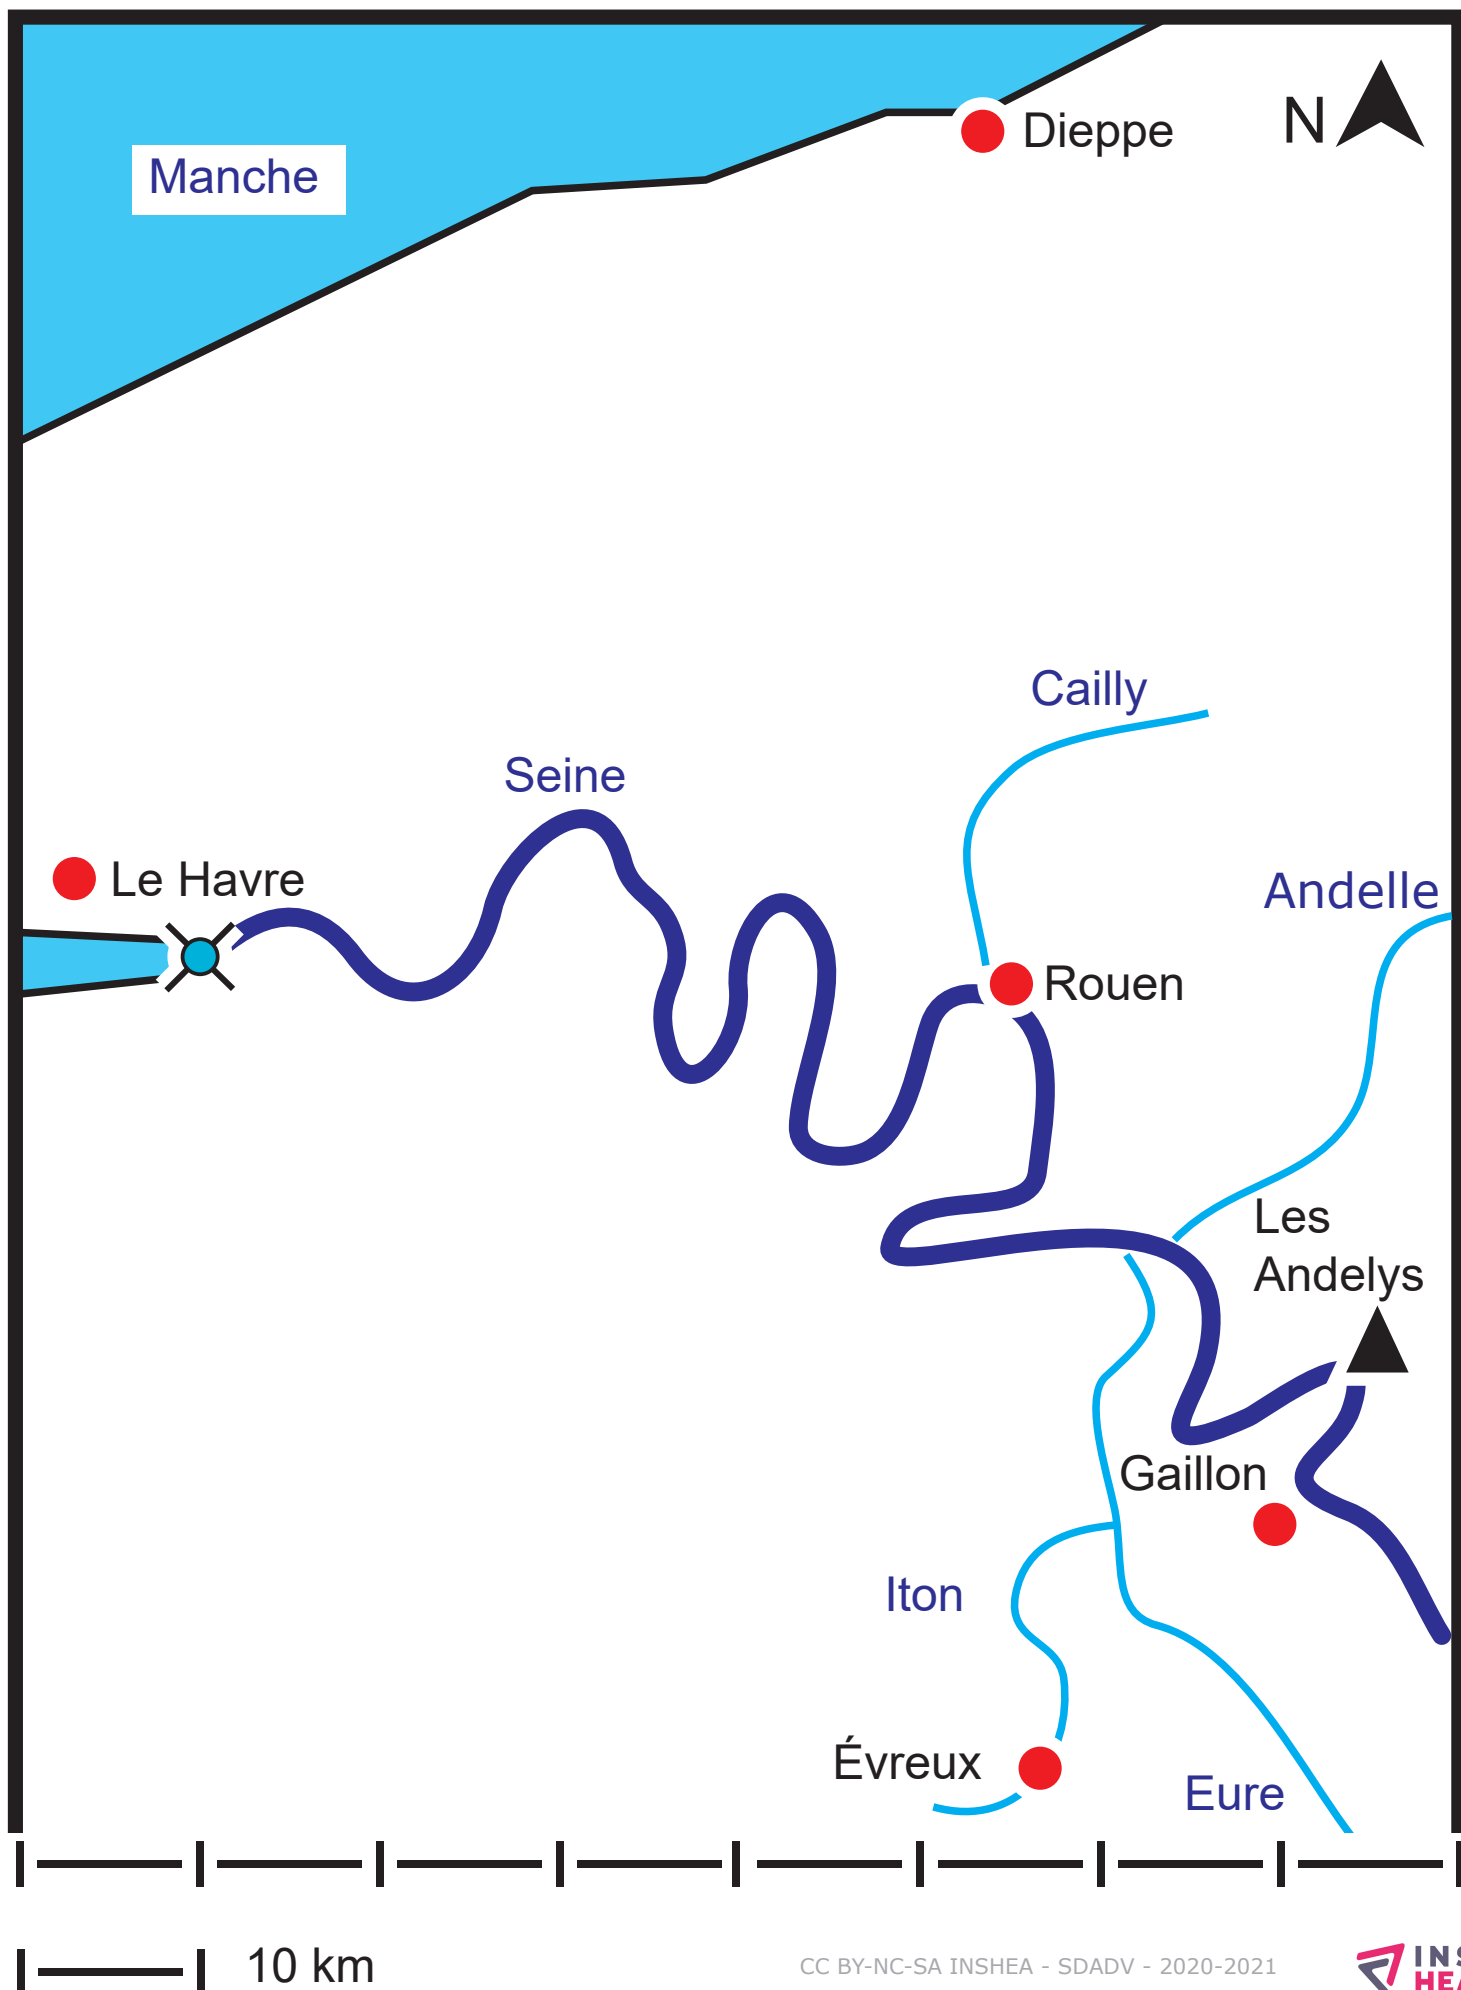 Dieppe
N
Manche
Cailly
Seine
Le Havre
Andelle
Rouen
Les
Andelys
Gaillon
Iton
Évreux
Eure
10 km
CC BY-NC-SA INSHEA - SDADV - 2020-2021